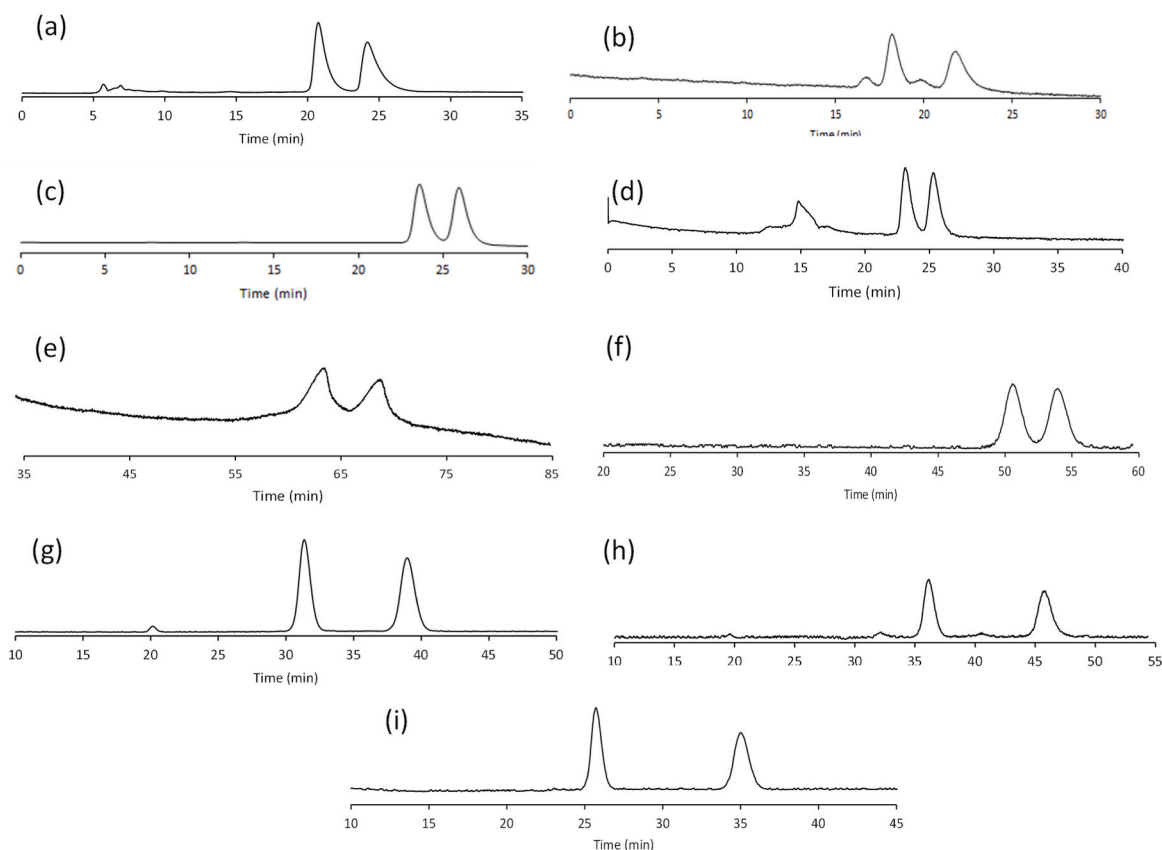 (a)
0 5 10 15 20 25 30 35
Time (min)
(b)
0 5 10 15 20 25 30
Time (min)
(c)
0 5 10 15 20 25 30
Time (min)
(d)
0 5 10 15 20 25 30 35 40
Time (min)
(e)
35 45 55 65 75 85
Time (min)
(f)
20 25 30 35 40 45 50 55 60
Time (min)
(g)
10 15 20 25 30 35 40 45 50
Time (min)
(h)
10 15 20 25 30 35 40 45 50 55
(i)
10 15 20 25 30 35 40 45
Time (min)